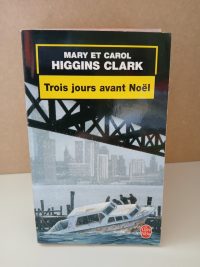 MARY ET CAROL
HIGGINS CLARK
Trois jours avant Noël